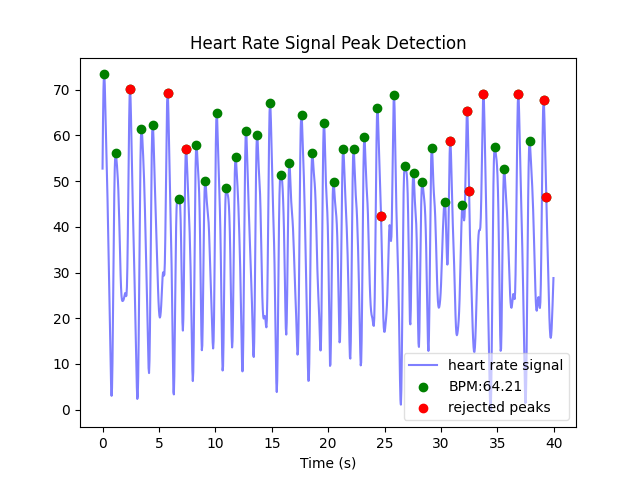 Heart Rate Signal Peak Detection
70
60
50
40
30
20
10
0
heart rate signal
BPM:64.21
rejected peaks
0 5 10 15 20 25 30 35 40
Time (s)